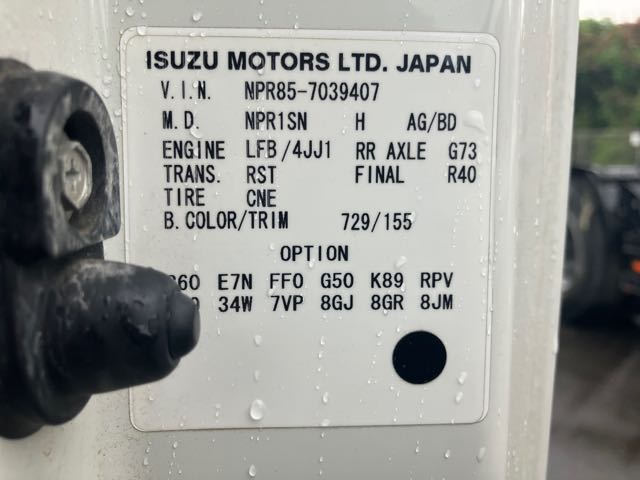 ISUZU MOTORS LTD. JAPAN
V.I.N. NPR85-7039407
M.D. NPR1SN H AG/BD
ENGINE LFB/4JJ1 RR AXLE G73
TRANS. RST FINAL R40
TIRE CNE
B.COLOR/TRIM 729/155
OPTION
E7N FF0 G50 K89 RPV
34W 7VP 8GJ 8GR 8JM